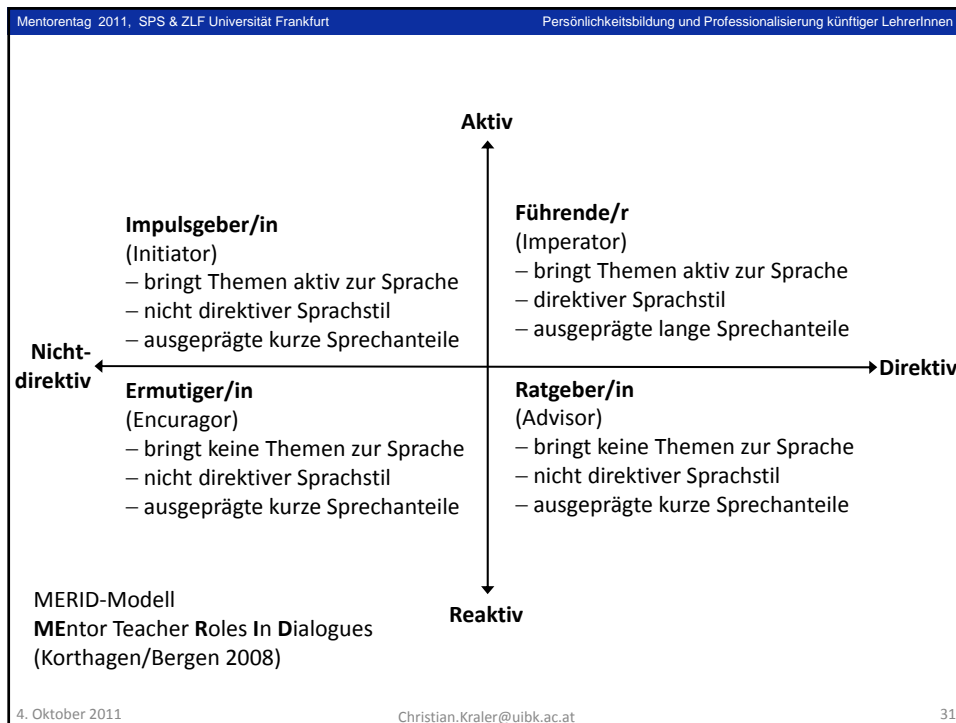 Mentorentag 2011, SPS & ZLF Universität Frankfurt
Persönlichkeitsbildung und Professionalisierung künftiger LehrerInnen
Aktiv
Impulsgeber/in
(Initiator)
– bringt Themen aktiv zur Sprache
– nicht direktiver Sprachstil
– ausgeprägte kurze Sprechanteile
Führende/r
(Imperator)
– bringt Themen aktiv zur Sprache
– direktiver Sprachstil
– ausgeprägte lange Sprechanteile
Nicht-
direktiv
Direktiv
Ermutiger/in
(Encuragor)
– bringt keine Themen zur Sprache
– nicht direktiver Sprachstil
– ausgeprägte kurze Sprechanteile
Ratgeber/in
(Advisor)
– bringt keine Themen zur Sprache
– nicht direktiver Sprachstil
– ausgeprägte kurze Sprechanteile
Reaktiv
MERID-Modell
MEntor Teacher Roles In Dialogues
(Korthagen/Bergen 2008)
4. Oktober 2011
Christian.Kraler@uibk.ac.at
31